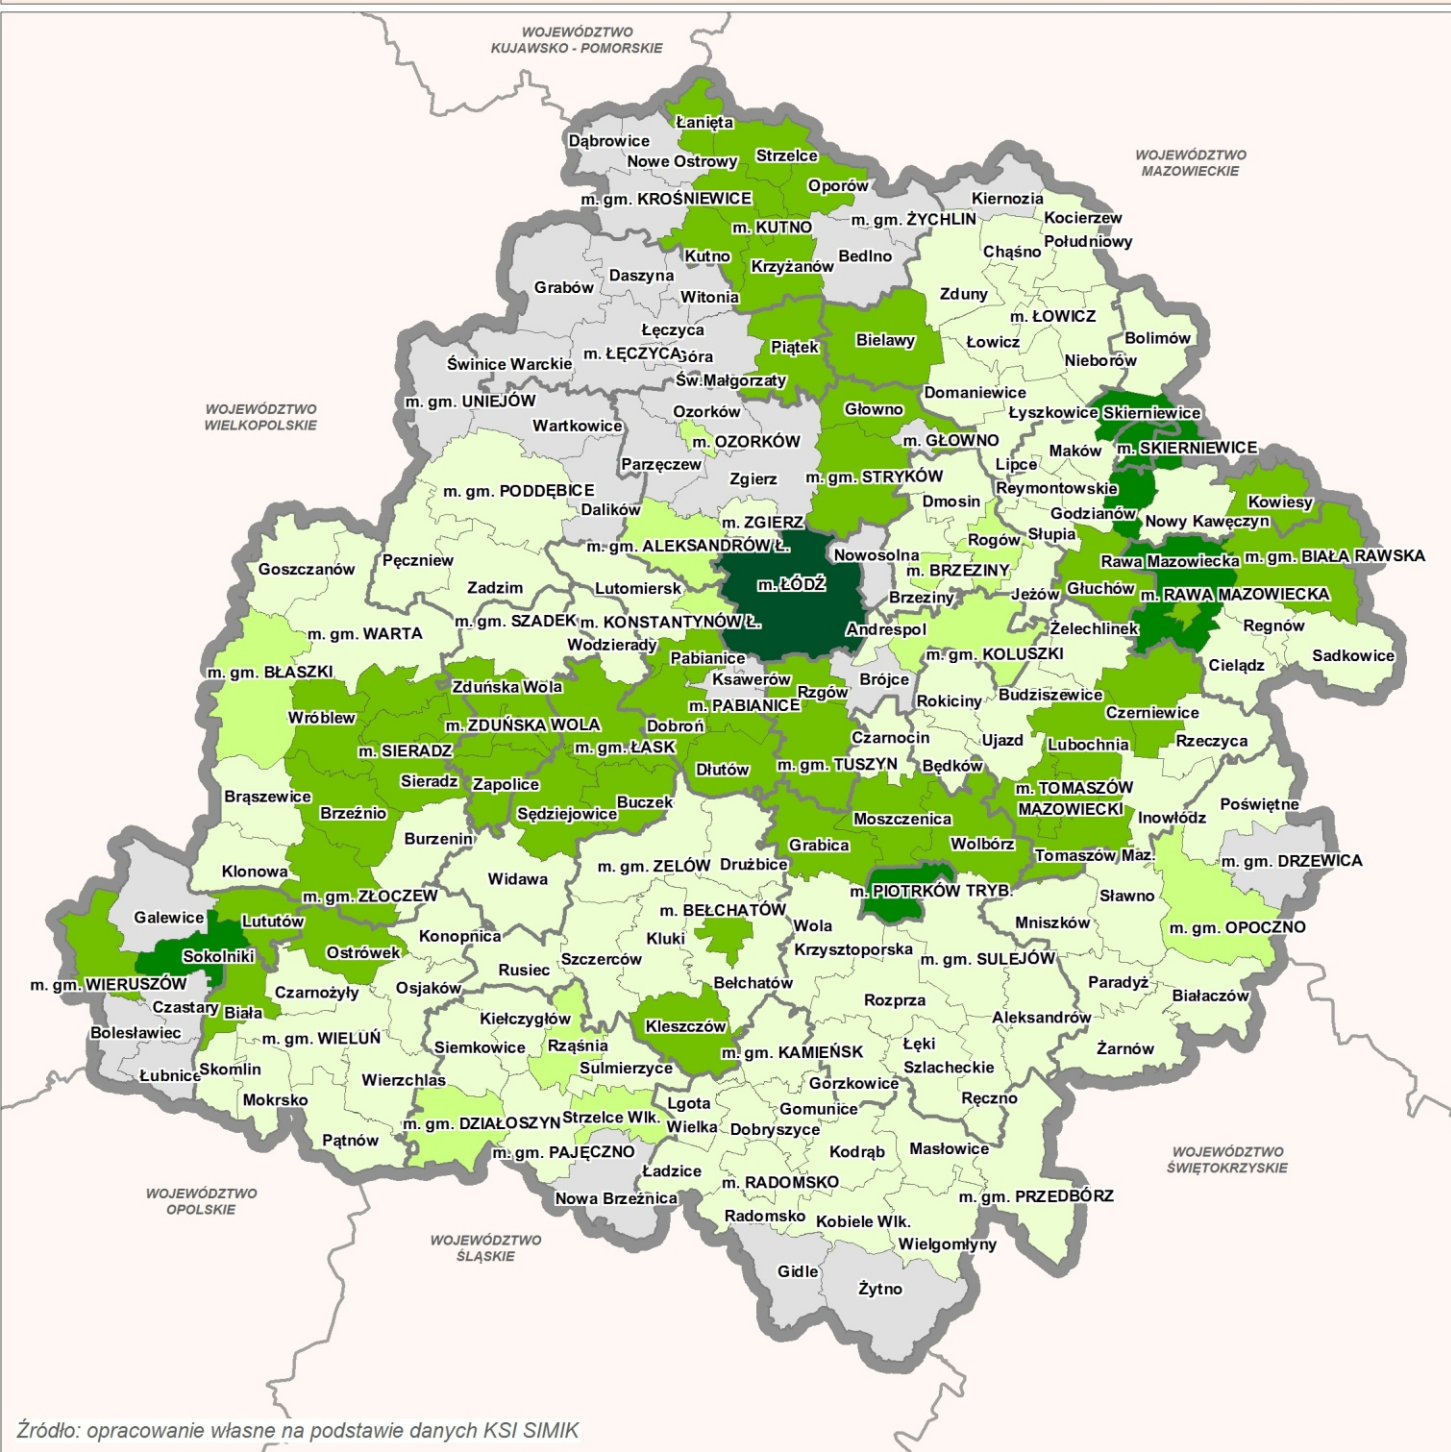 WOJEWÓDZTWO
KUJAWSKO - POMORSKIE
WOJEWÓDZTWO
MAZOWIECKIE
Łanięta
Dąbrowice
Nowe Ostrowy
Strzelce
Oporów
m. gm. KROŚNIEWICE
Kiernozia
m. gm. ŻYCHLIN
Kocierzew
Południowy
m. KUTNO
Chąśno
Kutno
Krzyżanów
Bedlno
Daszyna
Grabów
Witonia
Zduny
m. ŁOWICZ
Łęczyca
m. ŁĘCZYCA
Góra
Św.Małgorzaty
Piątek
Bielawy
Łowicz
Bolimów
Nieborów
Świnice Warckie
m. gm. UNIEJÓW
Domaniewice
WOJEWÓDZTWO
WIELKOPOLSKIE
Wartkowice
Ozorków
Głowno
Łyszkowice
Skierniewice
m. OZORKÓW
m. GŁOWNO
m. SKIERNIEWICE
Maków
Parzęczew
Lipce
Reymontowskie
Zgierz
m. gm. STRYKÓW
m. gm. PODDĘBICE
Dmosin
Kowiesy
Dalików
Godzianów
Nowy Kawęczyn
m. ZGIERZ
Słupia
m. gm. ALEKSANDRÓW Ł.
Rogów
Nowosolna
Rawa Mazowiecka
m. gm. BIAŁA RAWSKA
Pęczniew
Goszczanów
m. BRZEZINY
Zadzim
Lutomiersk
m. ŁÓDŹ
Brzeziny
Jeżów
Głuchów
m. RAWA MAZOWIECKA
m. gm. SZADEK
m. KONSTANTYNÓW Ł.
Andrespol
Żelechlinek
Regnów
m. gm. WARTA
Wodzierady
m. gm. KOLUSZKI
Sadkowice
Pabianice
Cielądz
m. gm. BŁASZKI
Ksawerów
Brójce
Zduńska Wola
Rzgów
Rokiciny
Budziszewice
m. PABIANICE
Wróblew
m. ZDUŃSKA WOLA
Dobroń
Czerniewice
m. SIERADZ
m. gm. ŁASK
Czarnocin
Ujazd
Lubochnia
Rzeczyca
m. gm. TUSZYN
Będków
Sieradz
Zapolice
Dłutów
m. TOMASZÓW
MAZOWIECKI
Brąszewice
Buczek
Poświętne
Brzeźnio
Sędziejowice
Moszczenica
Inowłódz
Burzenin
Grabica
Wolbórz
Tomaszów Maz.
m. gm. DRZEWICA
Klonowa
m. gm. ZELÓW
Drużbice
Widawa
m. PIOTRKÓW TRYB.
m. gm. ZŁOCZEW
Sławno
m. BEŁCHATÓW
Galewice
Lututów
Mniszków
m. gm. OPOCZNO
Konopnica
Kluki
Wola
Krzysztoporska
Sokolniki
Ostrówek
Szczerców
m. gm. SULEJÓW
Rusiec
m. gm. WIERUSZÓW
Czarnożyły
Osjaków
Bełchatów
Paradyż
Rozprza
Białaczów
Czastary
Biała
Kiełczygłów
Aleksandrów
Bolesławiec
m. gm. WIELUŃ
Kleszczów
Siemkowice
Rząśnia
m. gm. KAMIEŃSK
Łęki
Szlacheckie
Żarnów
Skomlin
Sulmierzyce
Łubnice
Wierzchlas
Gorzkowice
Mokrsko
Lgota
Wielka
Gomunice
Ręczno
Strzelce Wlk.
m. gm. DZIAŁOSZYN
Dobryszyce
Pątnów
m. gm. PAJĘCZNO
Kodrąb
Masłowice
WOJEWÓDZTWO
ŚWIĘTOKRZYSKIE
Ładzice
m. RADOMSKO
Nowa Brzeźnica
m. gm. PRZEDBÓRZ
WOJEWÓDZTWO
OPOLSKIE
Radomsko
Kobiele Wlk.
WOJEWÓDZTWO
ŚLĄSKIE
Wielgomłyny
Gidle
Żytno
Źródło: opracowanie własne na podstawie danych KSI SIMIK